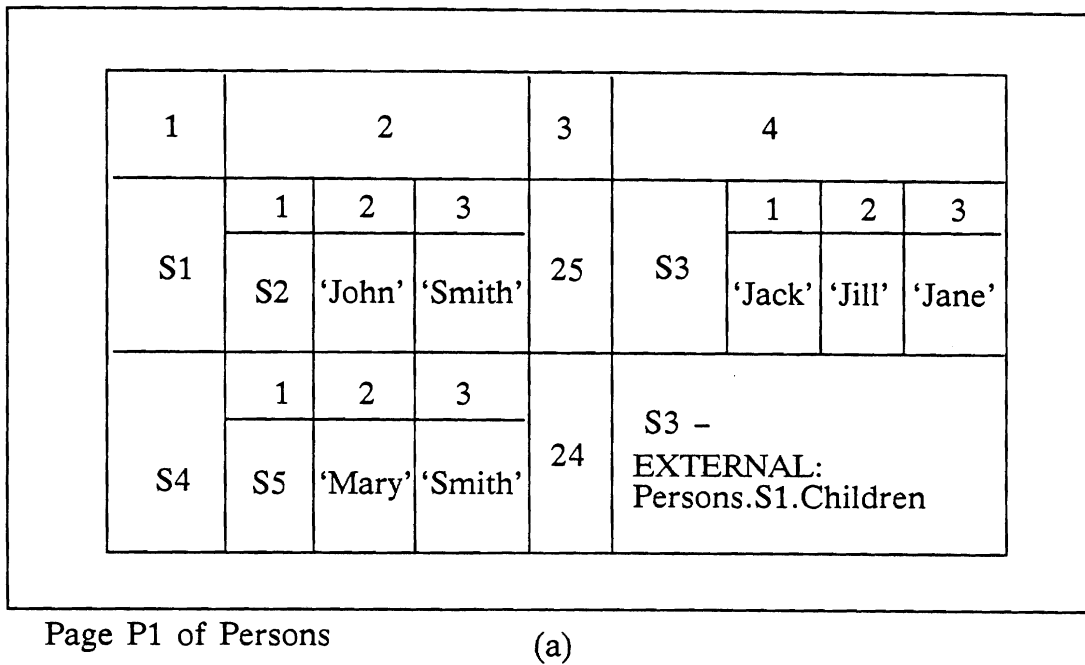 1 2 3 4
1 2 3 1 2 3
S1 S2 ‘John’ ‘Smith’ 25 S3 ‘Jack’ ‘Jill’ ‘Jane’
1 2 3
S4 S5 ‘Mary’ ‘Smith’ 24 S3 –
EXTERNAL:
Persons.S1.Children
Page P1 of Persons (a)